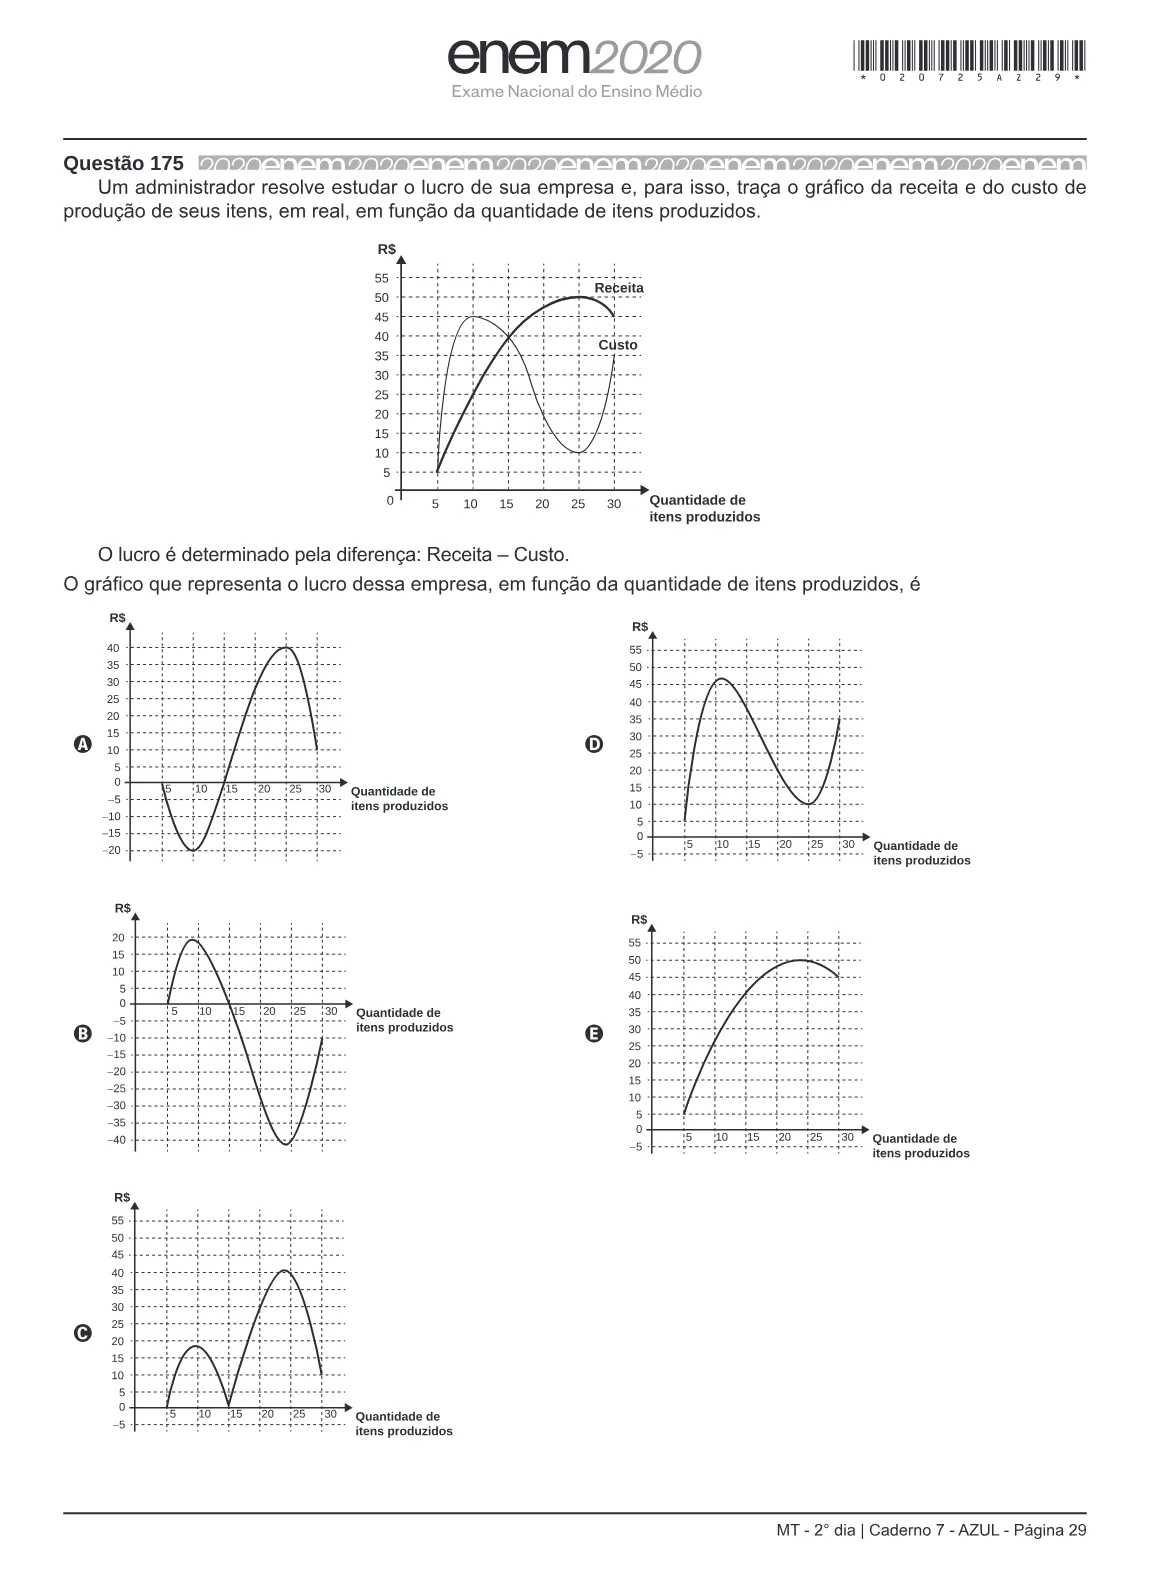 enem2020
Exame Nacional do Ensino Médio
* 0 2 0 7 2 5 A Z 2 9 *
Questão 175 2020enem2020enem2020enem2020enem2020enem2020enem
Um administrador resolve estudar o lucro de sua empresa e, para isso, traça o gráfico da receita e do custo de
produção de seus itens, em real, em função da quantidade de itens produzidos.
R$
55
Receita
50
45
40
Custo
35
30
25
20
15
10
5
0 5 10 15 20 25 30 Quantidade de
itens produzidos
O lucro é determinado pela diferença: Receita – Custo.
O gráfico que representa o lucro dessa empresa, em função da quantidade de itens produzidos, é
R$
40
35
30
25
20
15
A
10
5
0
5 10 15 20 25 30 Quantidade de
itens produzidos
–5
–10
–15
–20
R$
20
15
10
5
0
5 10 15 20 25 30 Quantidade de
itens produzidos
–5
B
–10
–15
–20
–25
–30
–35
–40
R$
55
50
45
40
35
30
C
25
20
15
10
5
0
5 10 15 20 25 30 Quantidade de
itens produzidos
–5
R$
55
50
45
40
35
D
30
25
20
15
10
5
0
5 10 15 20 25 30 Quantidade de
itens produzidos
–5
R$
55
50
45
40
35
E
30
25
20
15
10
5
0
5 10 15 20 25 30 Quantidade de
itens produzidos
–5
MT - 2° dia | Caderno 7 - AZUL - Página 29